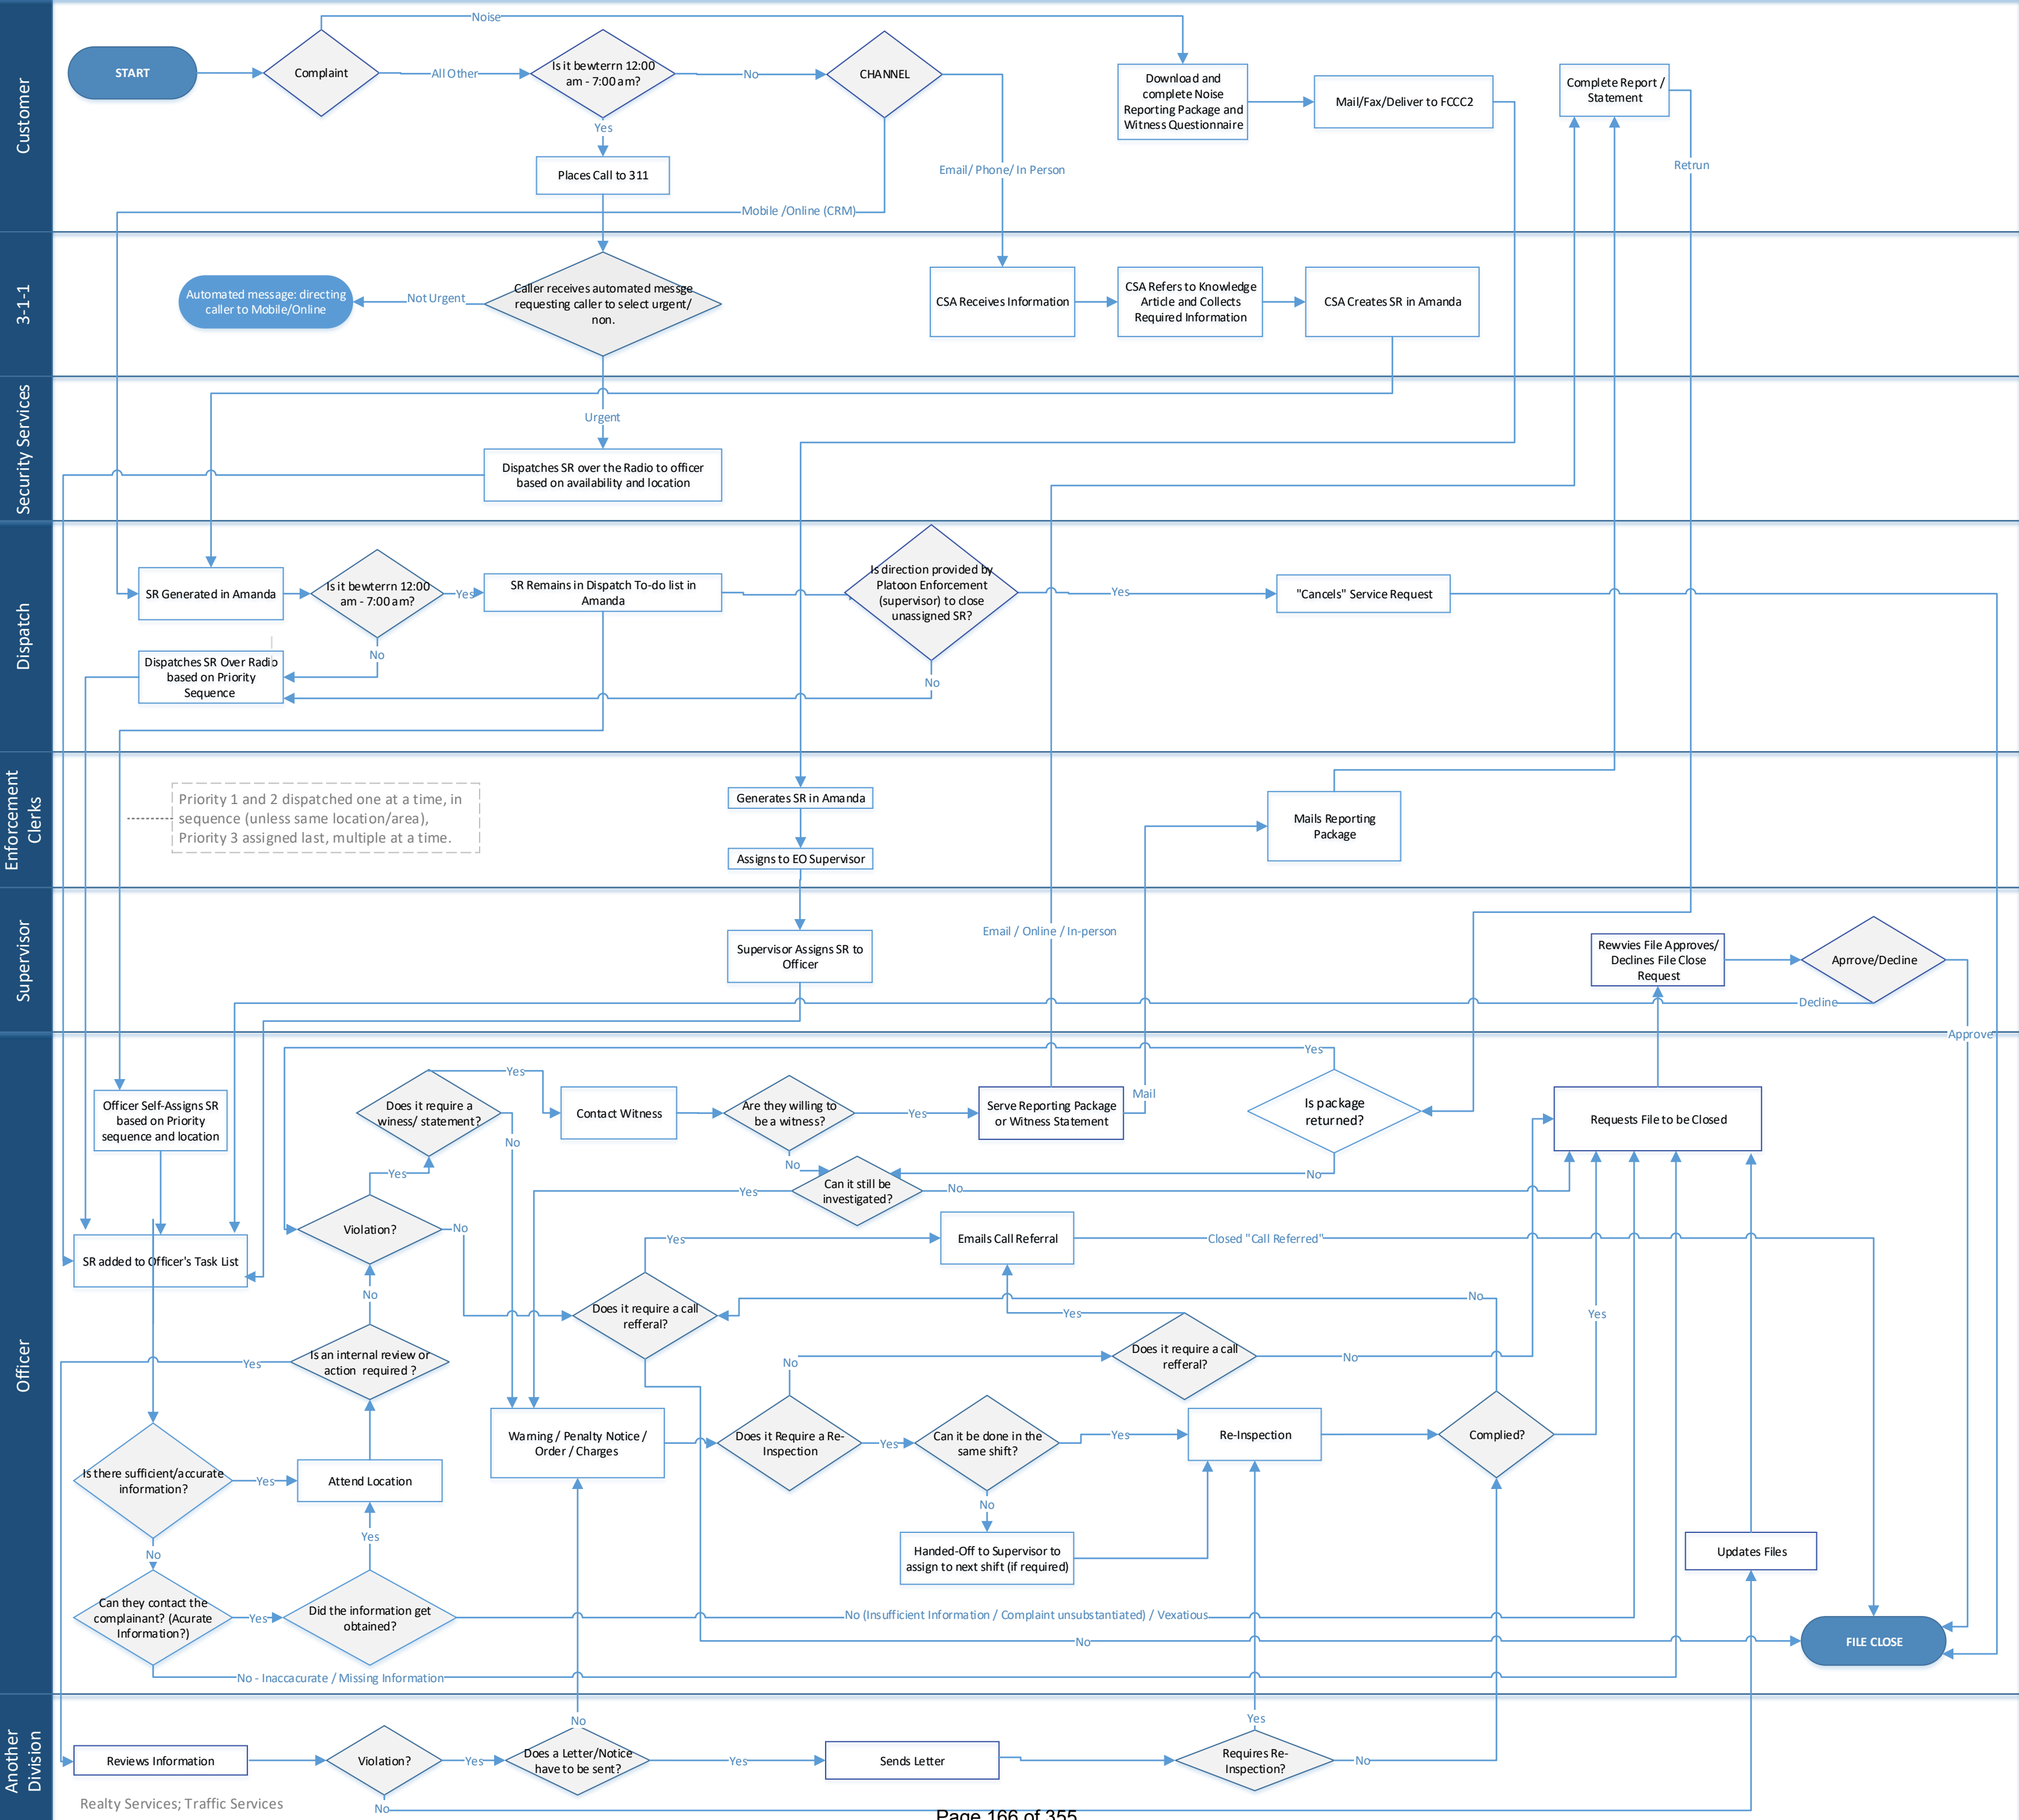 Customer
Noise
START
Complaint
All Other
Is it bewterrn 12:00
am - 7:00 am?
No
CHANNEL
Yes
Places Call to 311
Mobile /Online (CRM)
Email/ Phone/ In Person
Download and
complete Noise
Reporting Package and
Witness Questionnaire
Mail/Fax/Deliver to FCCC2
Complete Report /
Statement
Retrun
3-1-1
Automated message: directing
caller to Mobile/Online
Not Urgent
Caller receives automated messge
requesting caller to select urgent/
non.
CSA Receives Information
CSA Refers to Knowledge
Article and Collects
Required Information
CSA Creates SR in Amanda
Security Services
Urgent
Dispatches SR over the Radio to officer
based on availability and location
Dispatch
SR Generated in Amanda
Is it bewterrn 12:00
am - 7:00 am?
Yes
SR Remains in Dispatch To-do list in
Amanda
Is direction provided by
Platoon Enforcement
(supervisor) to close
unassigned SR?
Yes
"Cancels" Service Request
No
Dispatches SR Over Radio
based on Priority
Sequence
No
Enforcement
Clerks
Priority 1 and 2 dispatched one at a time, in
sequence (unless same location/area),
Priority 3 assigned last, multiple at a time.
Generates SR in Amanda
Assigns to EO Supervisor
Mails Reporting
Package
Supervisor
Supervisor Assigns SR to
Officer
Email / Online / In-person
Rewvies File Approves/
Declines File Close
Request
Aprrove/Decline
Decline
Approve
Officer
Officer Self-Assigns SR
based on Priority
sequence and location
Does it require a
winess/ statement?
Yes
No
Contact Witness
Are they willing to
be a witness?
Yes
No
Serve Reporting Package
or Witness Statement
Mail
Yes
Is package
returned?
No
Requests File to be Closed
Yes
Can it still be
investigated?
Yes
No
Violation?
No
SR added to Officer's Task List
No
Yes
Emails Call Referral
Closed "Call Referred"
Does it require a call
refferal?
No
Yes
Yes
Is an internal review or
action  required ?
Yes
No
Does it require a call
refferal?
No
Warning / Penalty Notice /
Order / Charges
Does it Require a Re-
Inspection
Yes
Can it be done in the
same shift?
Yes
Re-Inspection
Complied?
Is there sufficient/accurate
information?
Yes
Attend Location
No
Yes
No
Handed-Off to Supervisor to
assign to next shift (if required)
Updates Files
Can they contact the
complainant? (Acurate
Information?)
Yes
Did the information get
obtained?
No (Insufficient Information / Complaint unsubstantiated) / Vexatious
No
FILE CLOSE
No - Inaccacurate / Missing Information
Another
Division
No
Yes
Reviews Information
Violation?
Yes
Does a Letter/Notice
have to be sent?
Yes
Sends Letter
Requires Re-
Inspection?
No
Realty Services; Traffic Services
No
Page 166 of 355